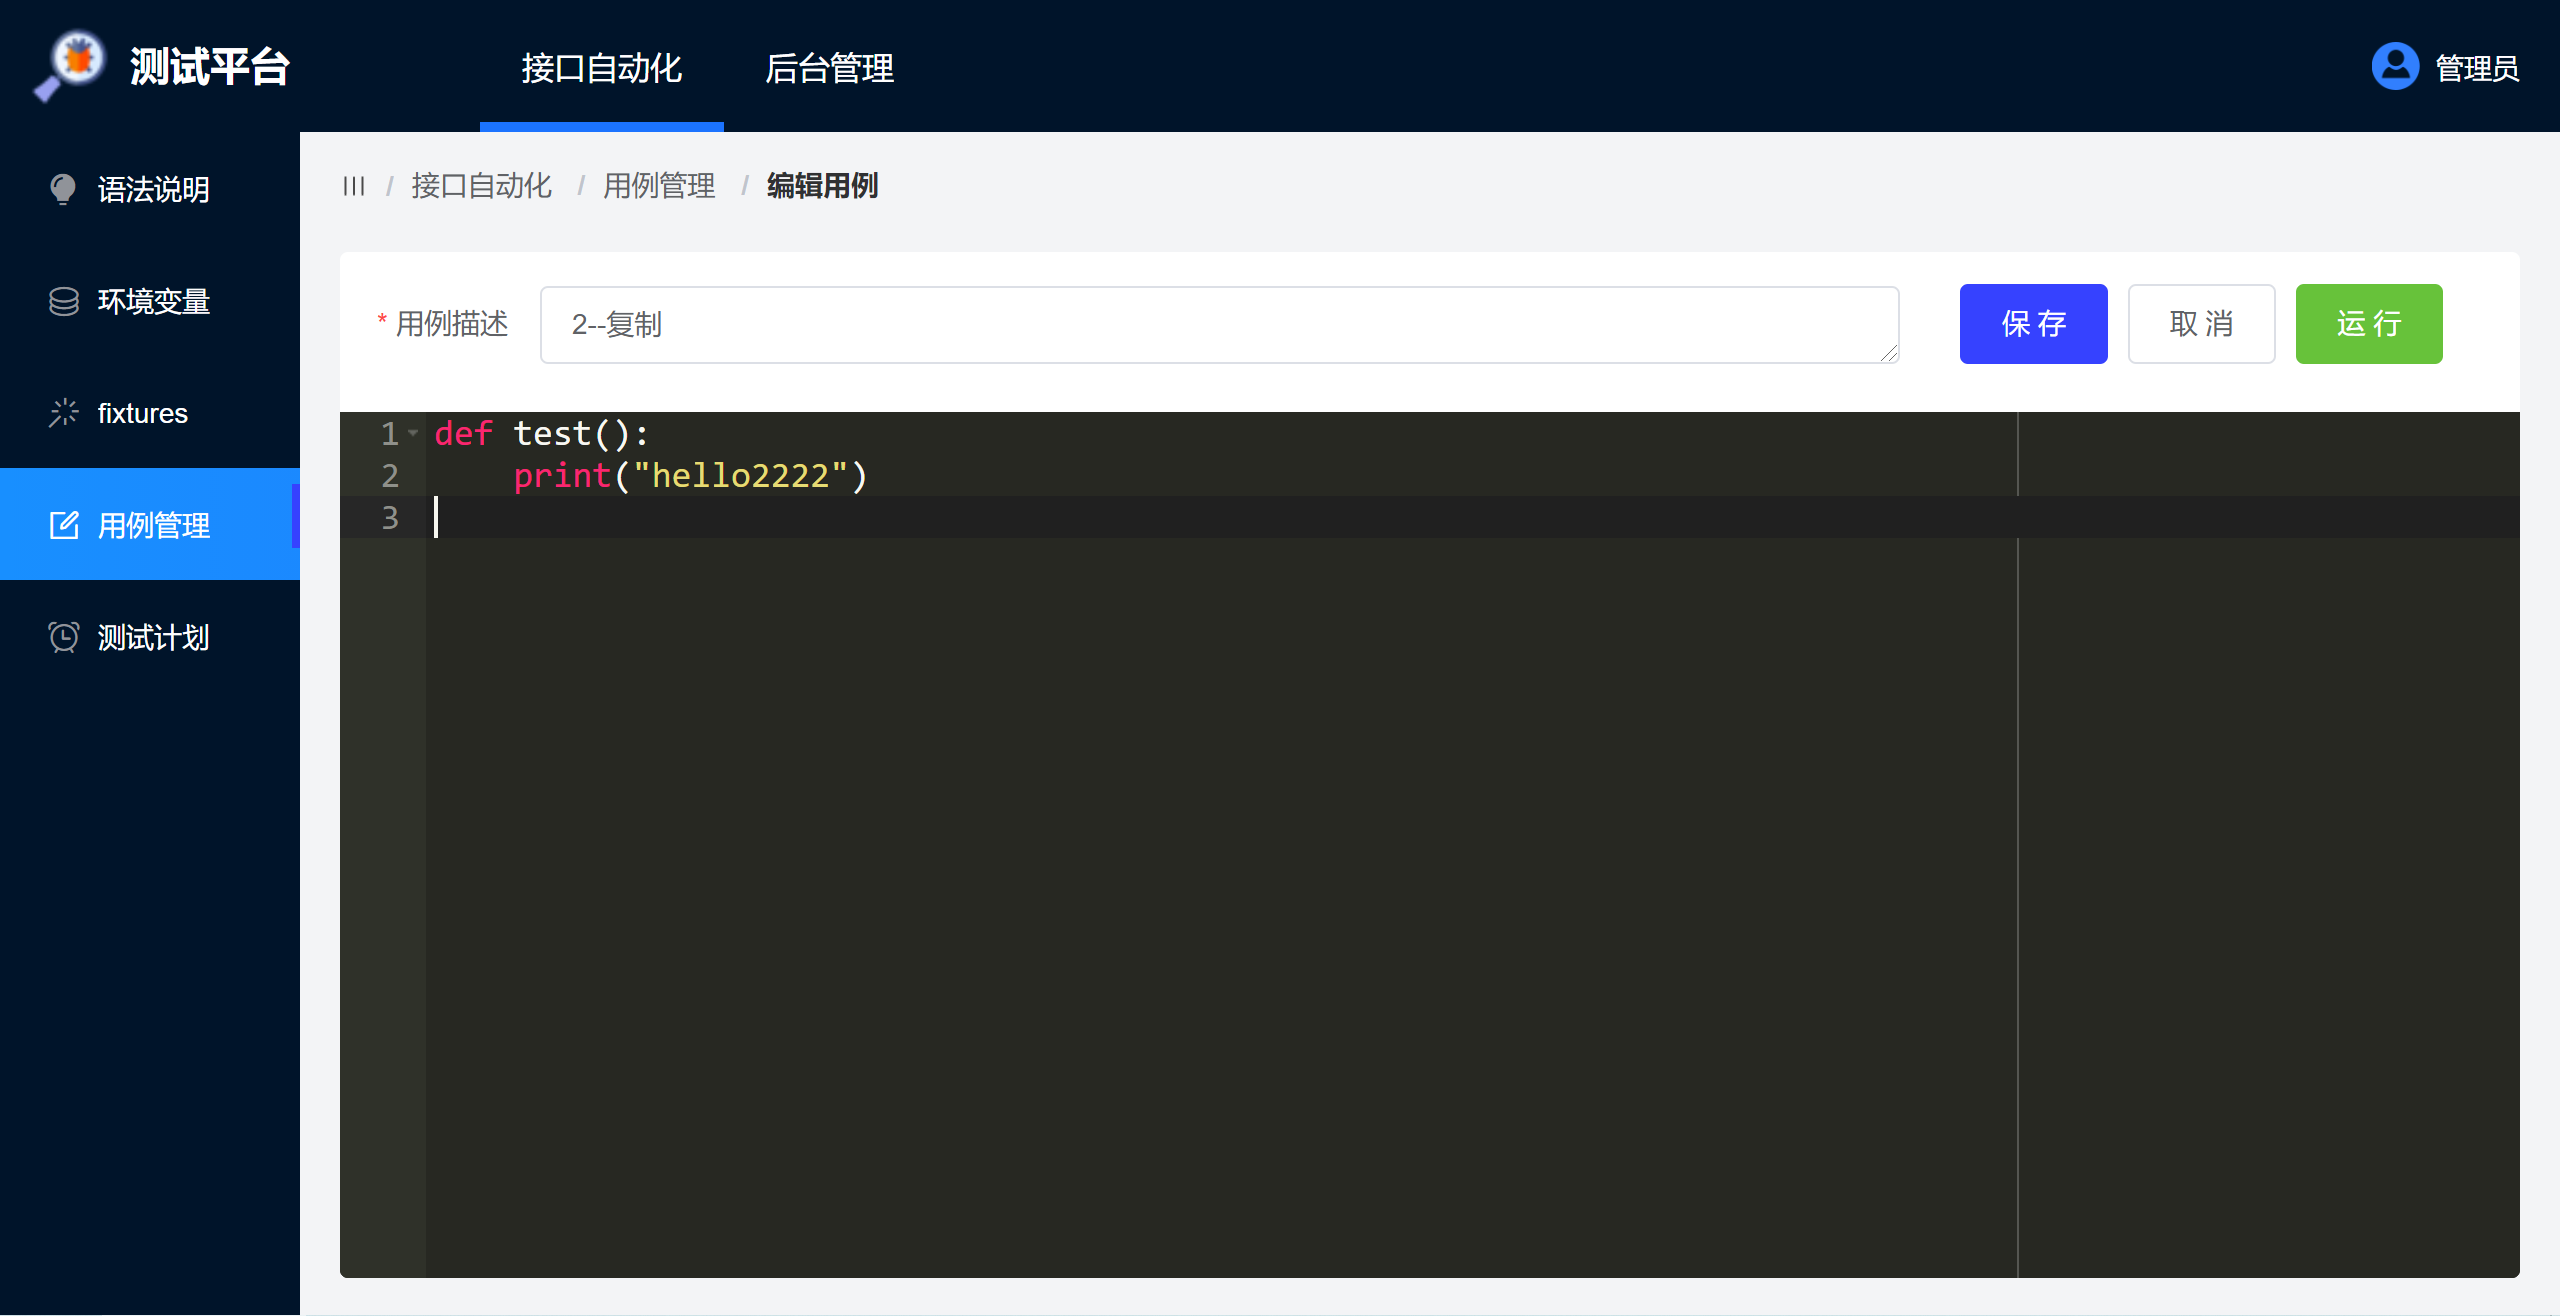 测试平台
接口自动化 后台管理
管理员
语法说明
环境变量
fixtures
用例管理
测试计划
/ 接口自动化 / 用例管理 / 编辑用例
* 用例描述 2--复制
保存 取消 运行
1 def test():
2 print("hello2222")
3